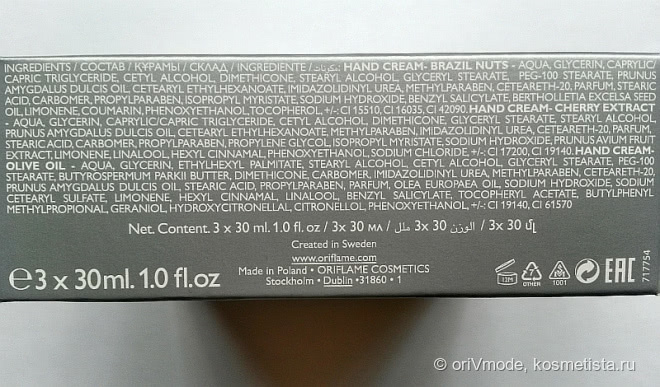 INGREDIENTS / СОСТАВ / ҚҰРАМЫ / СКЛАД / INGREDIENTE / مكونات: HAND CREAM- BRAZIL NUTS - AQUA, GLYCERIN, CAPRYLIC/
CAPRIC TRIGLYCERIDE, CETYL ALCOHOL, DIMETHICONE, STEARYL ALCOHOL, GLYCERYL STEARATE, PEG-100 STEARATE, PRUNUS
AMYGDALUS DULCIS OIL, CETEARYL ETHYLHEXANOATE, IMIDAZOLIDINYL UREA, METHYLPARABEN, CETEARETH-20, PARFUM, STEARIC
ACID, CARBOMER, PROPYLPARABEN, ISOPROPYL MYRISTATE, SODIUM HYDROXIDE, BENZYL SALICYLATE, BERTHOLLETIA EXCELSA SEED
OIL, LIMONENE, COUMARIN, PHENOXYETHANOL, TOCOPHEROL, +/- CI 15510, CI 16035, CI 42090 HAND CREAM- CHERRY EXTRACT
- AQUA, GLYCERIN, CAPRYLIC/CAPRIC TRIGLYCERIDE, CETYL ALCOHOL, DIMETHICONE, GLYCERYL STEARATE, STEARYL ALCOHOL,
PRUNUS AMYGDALUS DULCIS OIL, CETEARYL ETHYLHEXANOATE, METHYLPARABEN, IMIDAZOLIDINYL UREA, CETEARETH-20, PARFUM,
STEARIC ACID, CARBOMER, PROPYLPARABEN, PROPYLENE GLYCOL, ISOPROPYL MYRISTATE, SODIUM HYDROXIDE, PRUNUS AVIUM FRUIT
EXTRACT, LIMONENE, LINALOOL, HEXYL CINNAMAL, PHENOXYETHANOL, SODIUM CHLORIDE +/- CI 17200, CI 19140. HAND CREAM-
OLIVE OIL - AQUA, GLYCERIN, ETHYLHEXYL PALMITATE, STEARYL ALCOHOL, CETYL ALCOHOL, GLYCERYL STEARATE, PEG-100
STEARATE, BUTYROSPERMUM PARKII BUTTER, DIMETHICONE, CARBOMER, IMIDAZOLIDINYL UREA, METHYLPARABEN, CETEARETH-20,
PRUNUS AMYGDALUS DULCIS OIL, STEARIC ACID, PROPYLPARABEN, PARFUM, OLEA EUROPAEA OIL, SODIUM HYDROXIDE, SODIUM
CETEARYL SULFATE, LIMONENE, HEXYL CINNAMAL, LINALOOL, BENZYL SALICYLATE, TOCOPHERYL ACETATE, BUTYLPHENYL
METHYLPROPIONAL, GERANIOL, HYDROXYCITRONELLAL, CITRONELLOL, PHENOXYETHANOL +/- CI 19140, CI 61570
Net. Content. 3 x 30 ml. 1.0 fl.oz / 3x 30 мл / 3x 30 الوزن 3x 30 ملل / 3x 30 մլ
Created in Sweden
www.oriflame.com
Made in Poland • ORIFLAME COSMETICS
Stockholm • Dublin •31860 • 1
℮3 x 30ml. 1.0 fl.oz
12M
7
OTHER
1001
EAC
717754
© oriVmode, kosmetista.ru